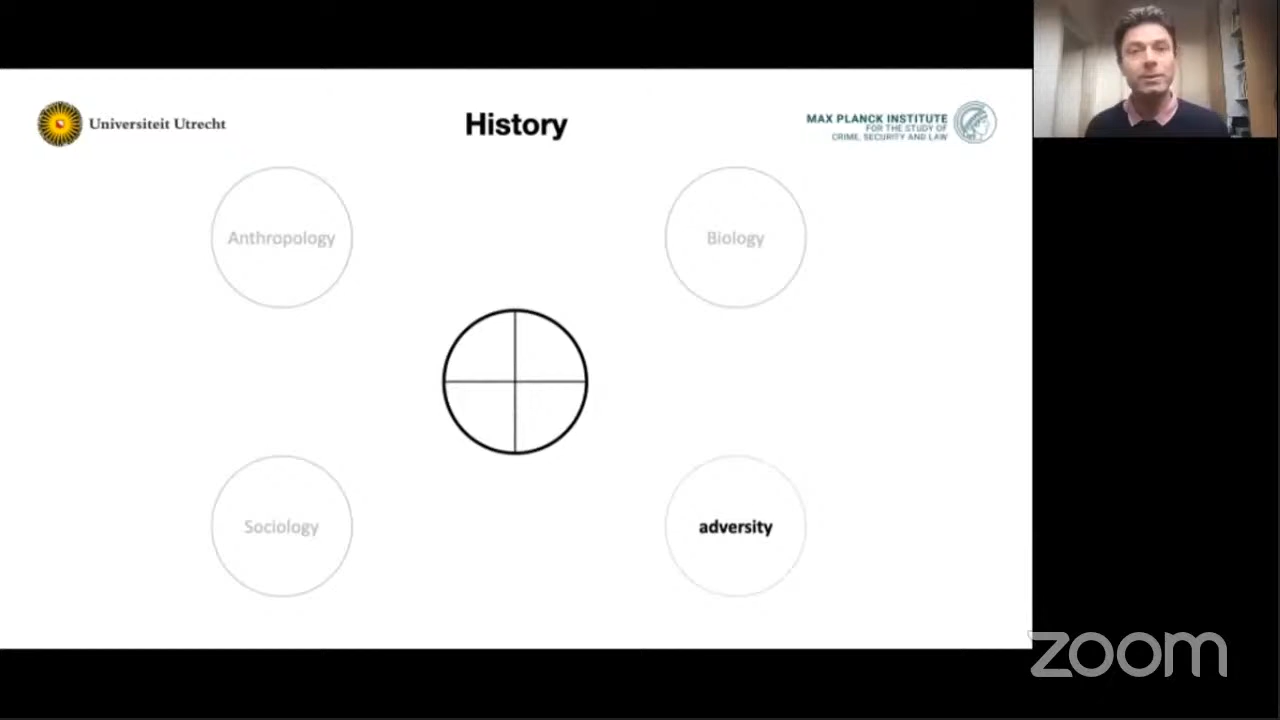 Universiteit Utrecht
History
MAX PLANCK INSTITUTE
FOR THE STUDY OF
CRIME, SECURITY AND LAW
Anthropology
Biology
Sociology
adversity
zoom